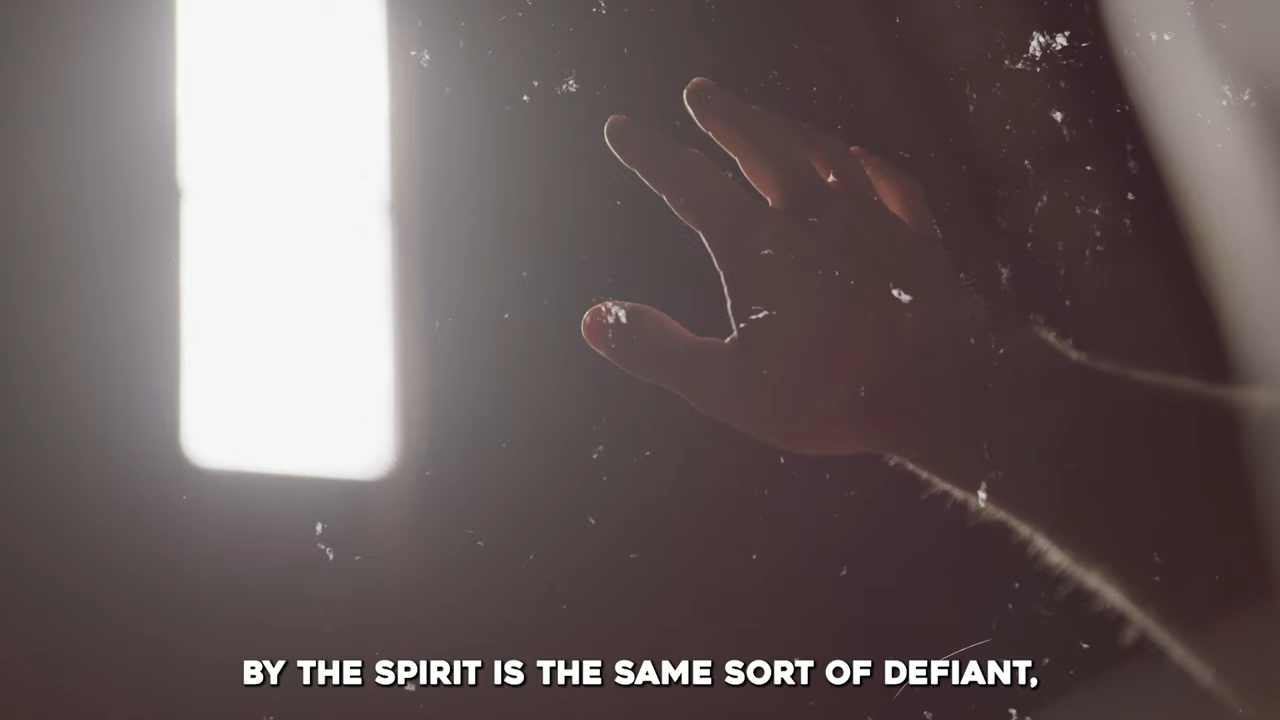 BY THE SPIRIT IS THE SAME SORT OF DEFIANT,